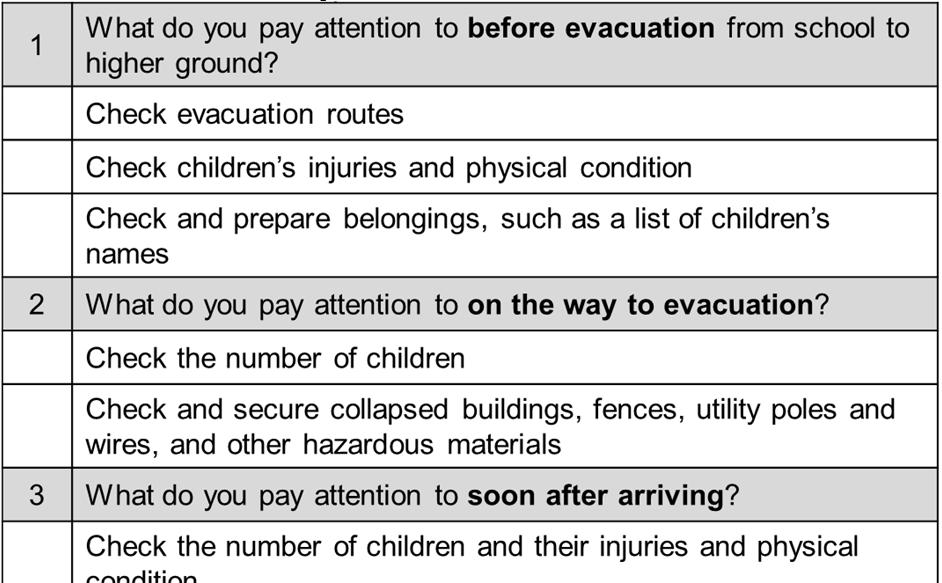 1 What do you pay attention to before evacuation from school to
higher ground?
Check evacuation routes
Check children’s injuries and physical condition
Check and prepare belongings, such as a list of children’s
names
2 What do you pay attention to on the way to evacuation?
Check the number of children
Check and secure collapsed buildings, fences, utility poles and
wires, and other hazardous materials
3 What do you pay attention to soon after arriving?
Check the number of children and their injuries and physical
condition